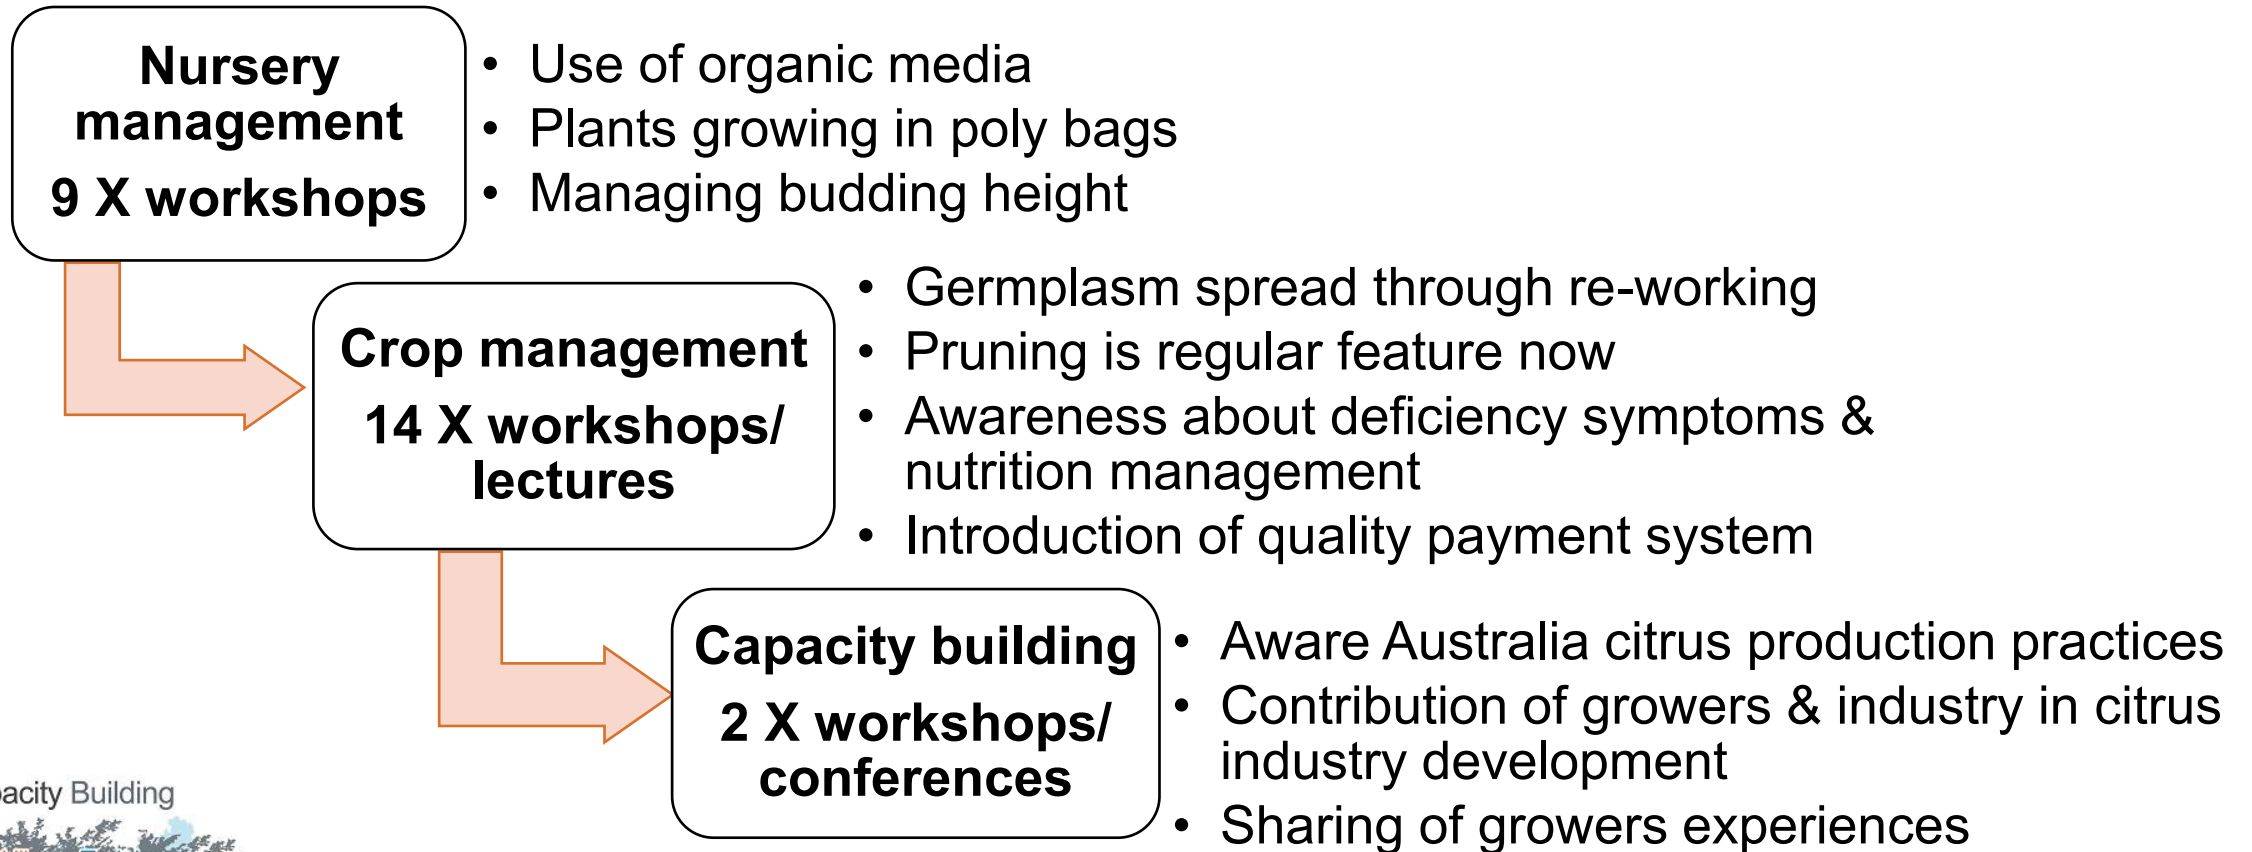 Nursery
management
9 X workshops
• Use of organic media
• Plants growing in poly bags
• Managing budding height
Crop management
14 X workshops/
lectures
• Germplasm spread through re-working
• Pruning is regular feature now
• Awareness about deficiency symptoms &
nutrition management
• Introduction of quality payment system
Capacity building
2 X workshops/
conferences
• Aware Australia citrus production practices
• Contribution of growers & industry in citrus
industry development
• Sharing of growers experiences
acity Building